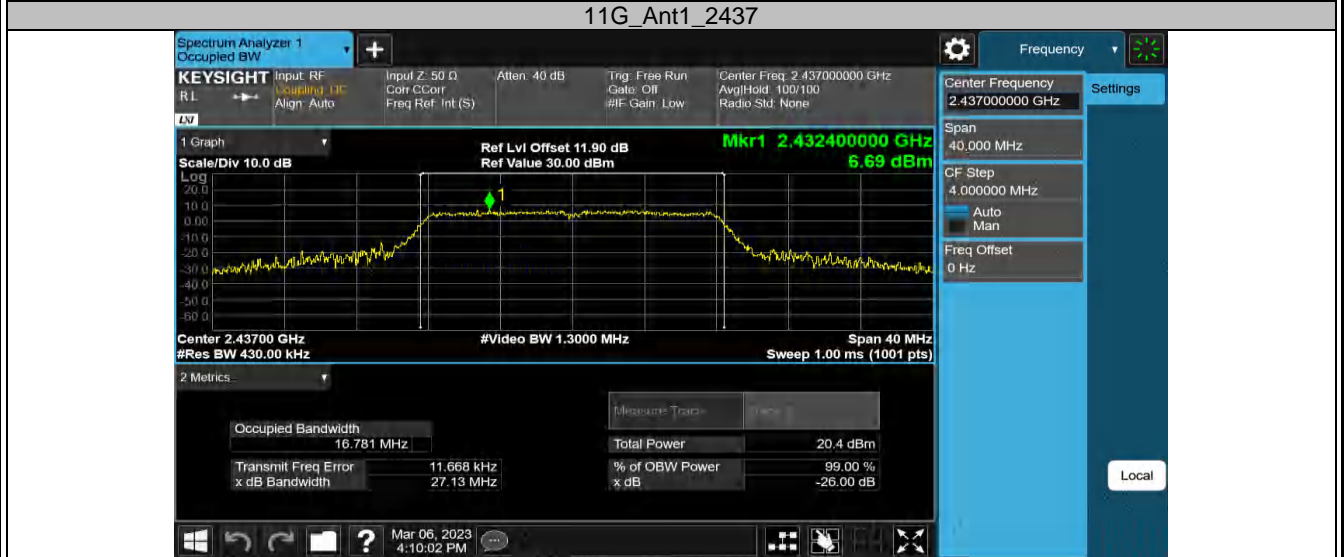 11G_Ant1_2437
Spectrum Analyzer 1
Occupied BW
+
Frequency
KEYSIGHT
RL
LXI
Input: RF
Coupling: DC
Align: Auto
Input Z: 50 Ω
Corr CCorr
Freq Ref: Int (S)
Atten: 40 dB
Trig: Free Run
Gate: Off
#IF Gain: Low
Center Freq: 2.437000000 GHz
Avg|Hold: 100/100
Radio Std: None
Center Frequency
2.437000000 GHz
Settings
Span
40.000 MHz
CF Step
4.000000 MHz
Auto
Man
Freq Offset
0 Hz
Local
1 Graph
Scale/Div 10.0 dB
Ref Lvl Offset 11.90 dB
Ref Value 30.00 dBm
Mkr1 2.432400000 GHz
6.69 dBm
Log
20.0
10.0
0.00
-10.0
-20.0
-30.0
-40.0
-50.0
-60.0
1
Center 2.43700 GHz
#Res BW 430.00 kHz
#Video BW 1.3000 MHz
Span 40 MHz
Sweep 1.00 ms (1001 pts)
2 Metrics
Measure Trace
Occupied Bandwidth
16.781 MHz
Total Power 20.4 dBm
Transmit Freq Error 11.668 kHz
% of OBW Power 99.00 %
x dB Bandwidth 27.13 MHz
x dB -26.00 dB
?
Mar 06, 2023
4:10:02 PM